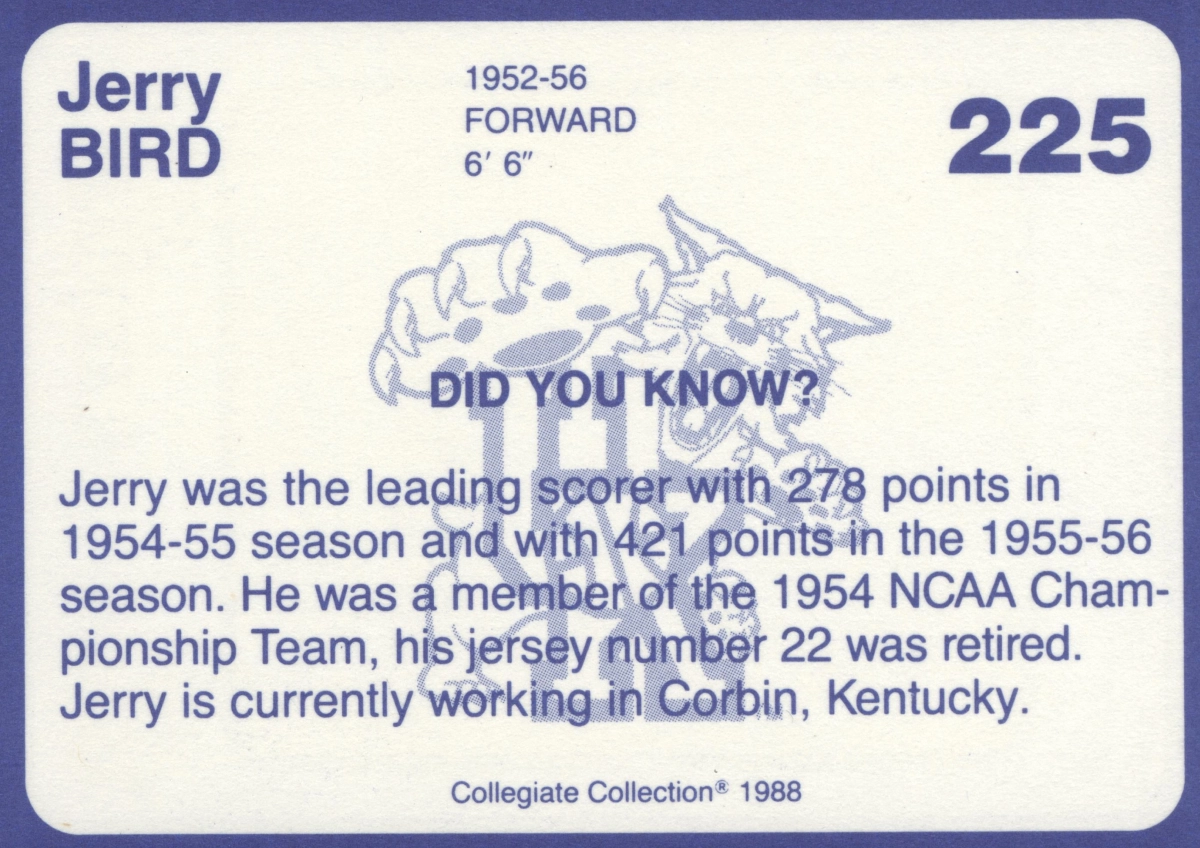 Jerry
BIRD
1952-56
FORWARD
6′ 6″
225
DID YOU KNOW?
Jerry was the leading scorer with 278 points in
1954-55 season and with 421 points in the 1955-56
season. He was a member of the 1954 NCAA Cham-
pionship Team, his jersey number 22 was retired.
Jerry is currently working in Corbin, Kentucky.
Collegiate Collection® 1988